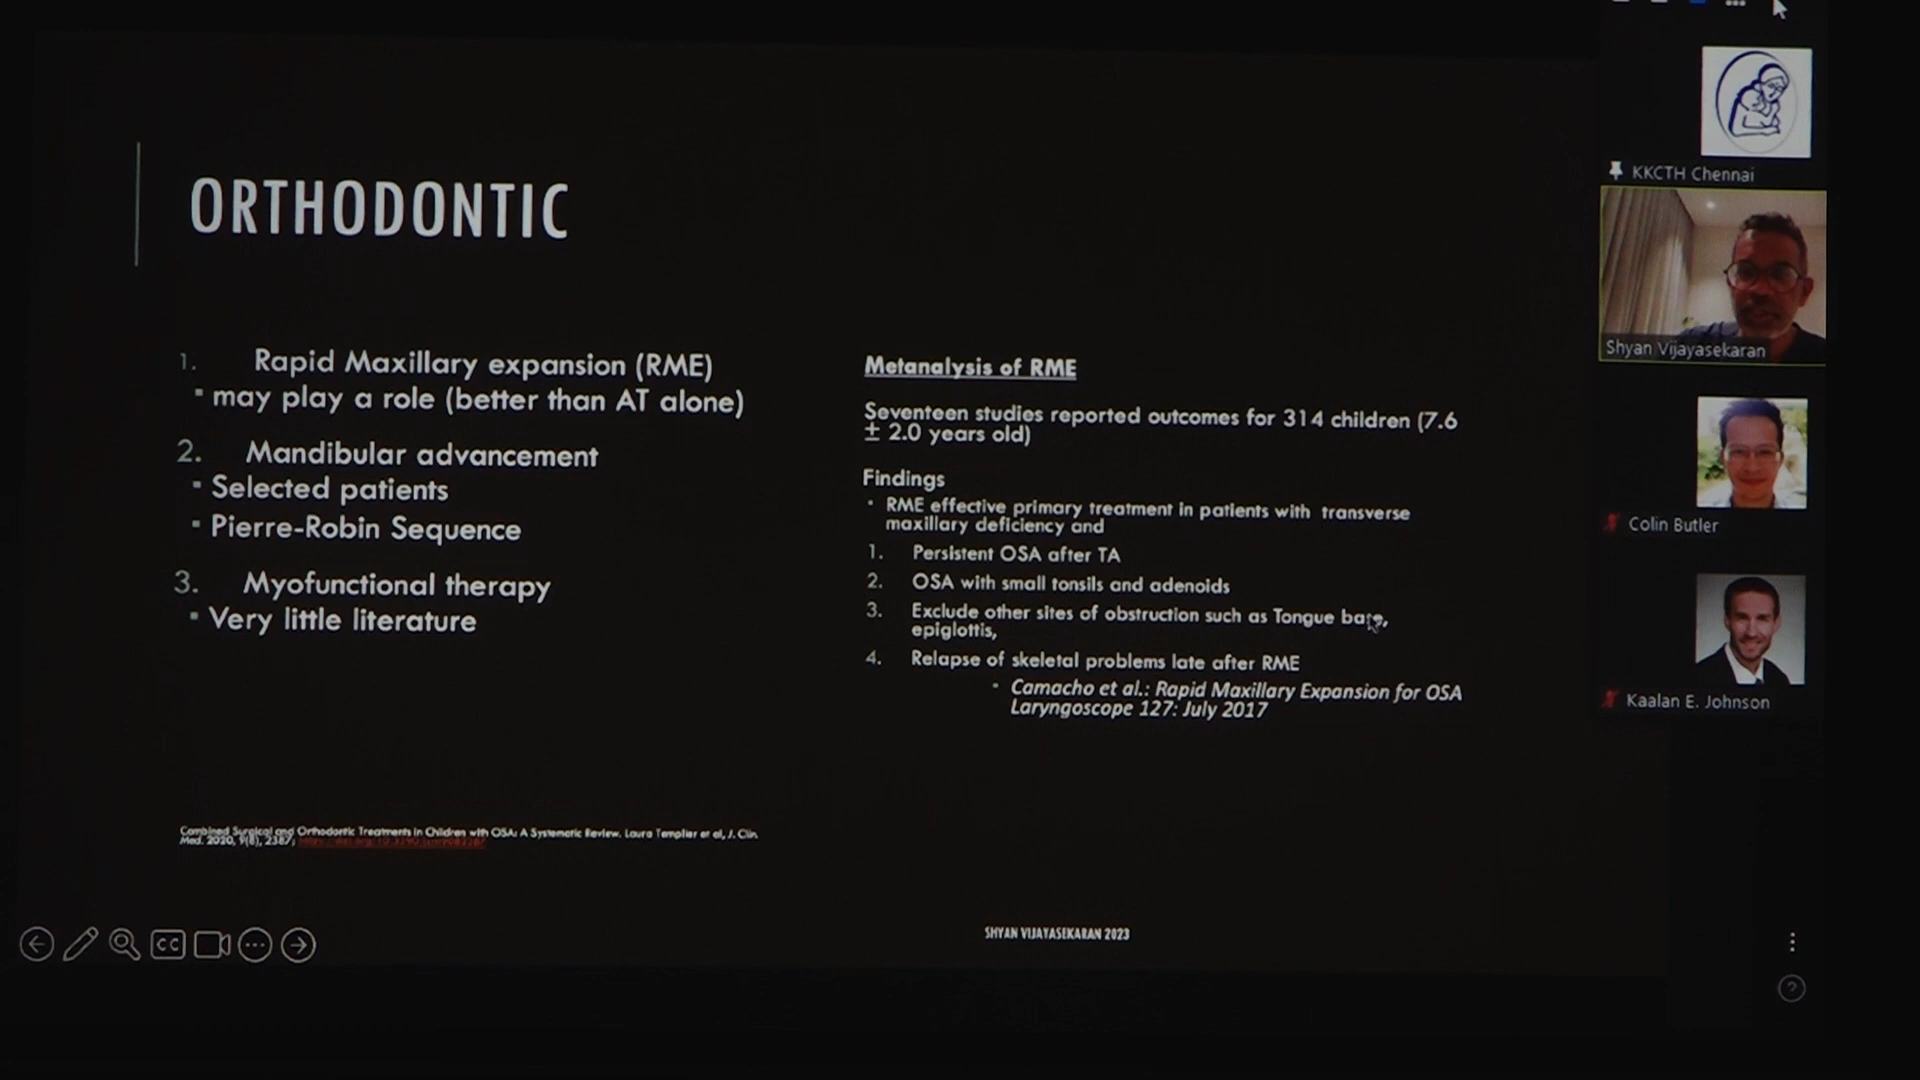 ORTHODONTIC
1. Rapid Maxillary expansion (RME)
▪ may play a role (better than AT alone)
2. Mandibular advancement
▪ Selected patients
▪ Pierre-Robin Sequence
3. Myofunctional therapy
▪ Very little literature
Combined Surgical and Orthodontic Treatments in Children with OSA: A Systematic Review. Laura Templier et al, J. Clin.
Med. 2020, 9(8), 2387;
Metanalysis of RME
Seventeen studies reported outcomes for 314 children (7.6
± 2.0 years old)
Findings
▪ RME effective primary treatment in patients with transverse
maxillary deficiency and
1. Persistent OSA after TA
2. OSA with small tonsils and adenoids
3. Exclude other sites of obstruction such as Tongue base,
epiglottis,
4. Relapse of skeletal problems late after RME
▪ Camacho et al.: Rapid Maxillary Expansion for OSA
Laryngoscope 127: July 2017
SHYAN VIJAYASEKARAN 2023
CC
KKCTH Chennai
Shyan Vijayasekaran
Colin Butler
Kaalan E. Johnson
?